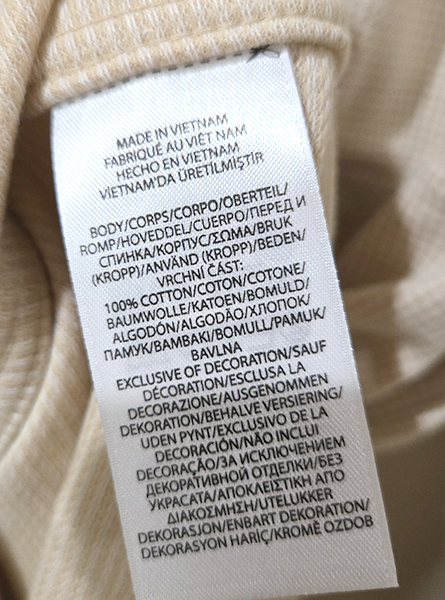 MADE IN VIETNAM
FABRIQUÉ AU VIÊT NAM
HECHO EN VIETNAM
VİETNAM'DA ÜRETİLMİŞTİR
BODY/CORPS/CORPO/OBERTEIL/
ROMP/HOVEDDEL/CUERPO/ПЕРЕД И
СПИНКА/КОРПУС/ΣΩΜΑ/BRUK
(KROPP)/ANVÄND (KROPP)/BEDEN/
VRCHNÍ ČÁST:
100% COTTON/COTON/COTONE/
BAUMWOLLE/KATOEN/BOMULD/
ALGODÓN/ALGODÃO/ХЛОПОК/
ПАМУК/BAMBAKI/BOMULL/PAMUK/
BAVLNA
EXCLUSIVE OF DECORATION/SAUF
DÉCORATION/ESCLUSA LA
DECORAZIONE/AUSGENOMMEN
DEKORATION/BEHALVE VERSIERING/
UDEN PYNT/EXCLUSIVO DE LA
DECORACIÓN/NÃO INCLUI
DECORAÇÃO/ЗА ИСКЛЮЧЕНИЕМ
ДЕКОРАТИВНОЙ ОТДЕЛКИ/БЕЗ
УКРАСАТА/ΑΠΟΚΛΕΙΣΤΙΚΗ ΑΠΟ
ΔΙΑΚΟΣΜΗΣΗ/UTELUKKER
DEKORASJON/ENBART DEKORATION/
DEKORASYON HARİÇ/KROMĚ OZDOB